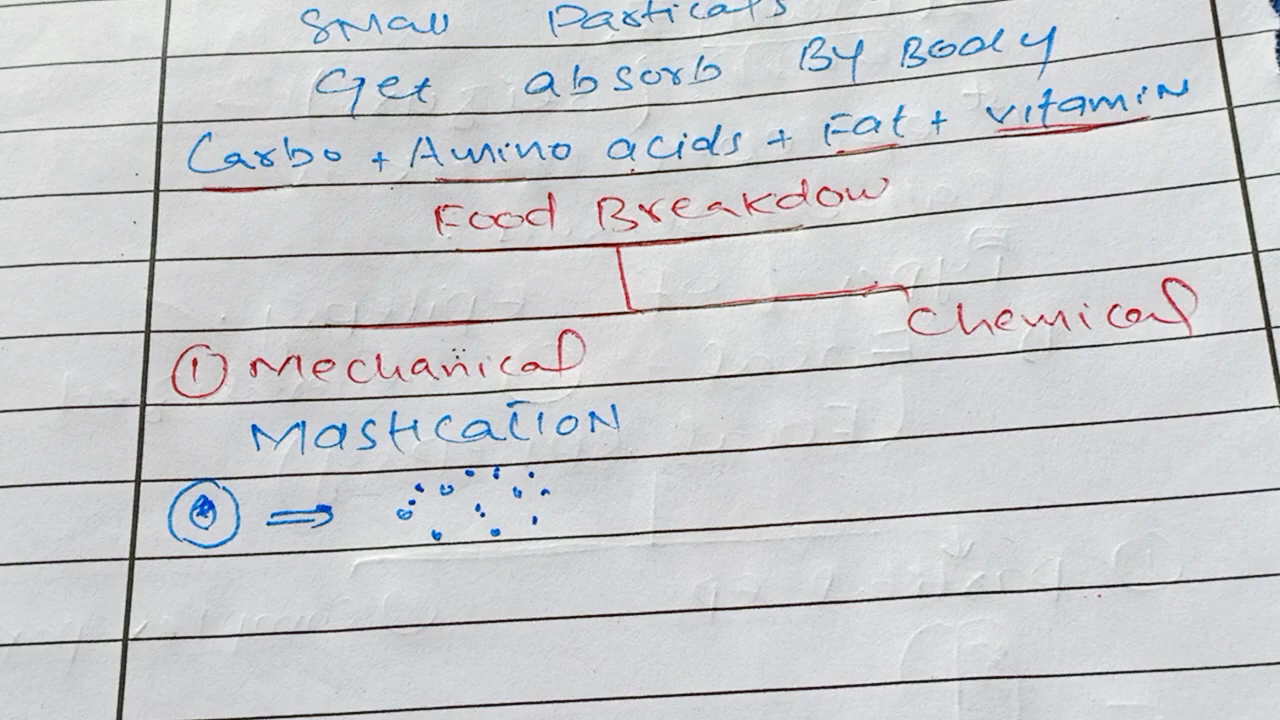 Small Particals
Get absorb By Body
Carbo + Amino acids + Fat + vitamin
Food Breakdow
Chemical
① Mechanical
Mastication